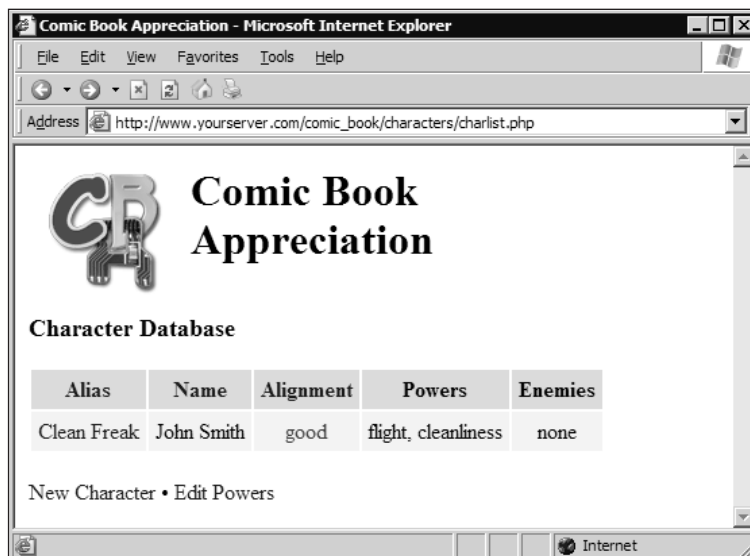 Comic Book Appreciation - Microsoft Internet Explorer
File Edit View Favorites Tools Help
Address http://www.yourserver.com/comic_book/characters/charlist.php
CBA
Comic Book
Appreciation
Character Database
Alias Name Alignment Powers Enemies
Clean Freak John Smith good flight, cleanliness none
New Character • Edit Powers
Internet